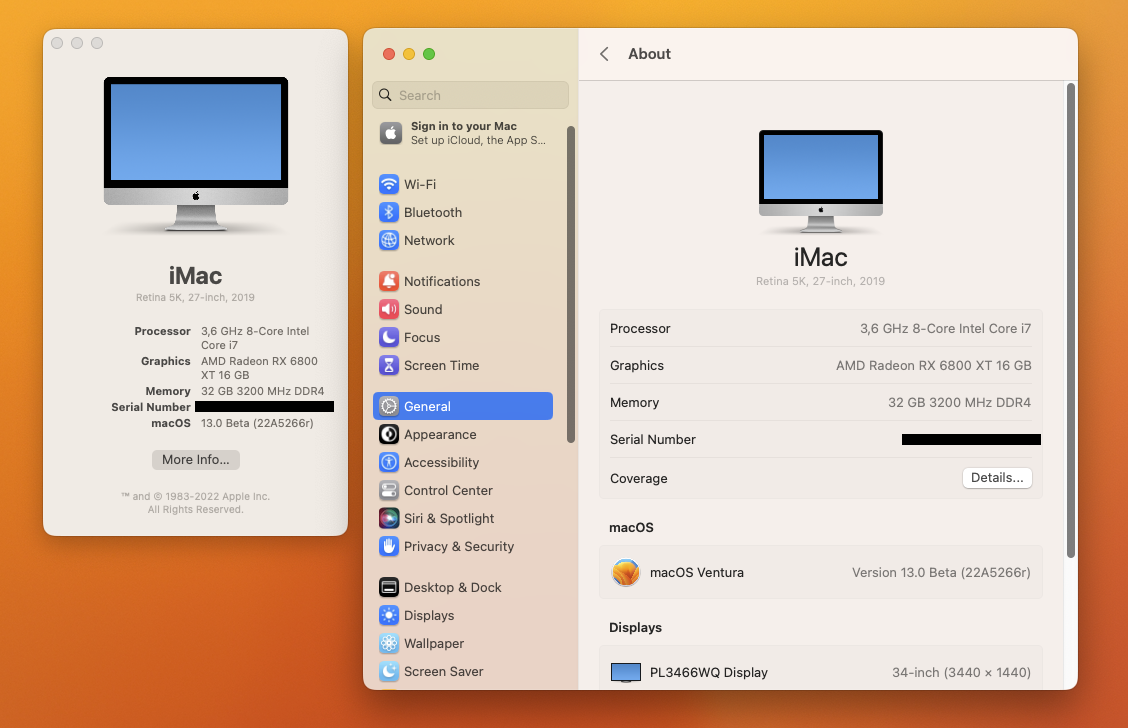 iMac
Retina 5K, 27-inch, 2019
Processor 3,6 GHz 8-Core Intel
Core i7
Graphics AMD Radeon RX 6800
XT 16 GB
Memory 32 GB 3200 MHz DDR4
Serial Number
macOS 13.0 Beta (22A5266r)
More Info...
™ and © 1983-2022 Apple Inc.
All Rights Reserved.
Search
Sign in to your Mac
Set up iCloud, the App S...
Wi-Fi
Bluetooth
Network
Notifications
Sound
Focus
Screen Time
General
Appearance
Accessibility
Control Center
Siri & Spotlight
Privacy & Security
Desktop & Dock
Displays
Wallpaper
Screen Saver
About
iMac
Retina 5K, 27-inch, 2019
Processor 3,6 GHz 8-Core Intel Core i7
Graphics AMD Radeon RX 6800 XT 16 GB
Memory 32 GB 3200 MHz DDR4
Serial Number
Coverage Details...
macOS
macOS Ventura Version 13.0 Beta (22A5266r)
Displays
PL3466WQ Display 34-inch (3440 × 1440)